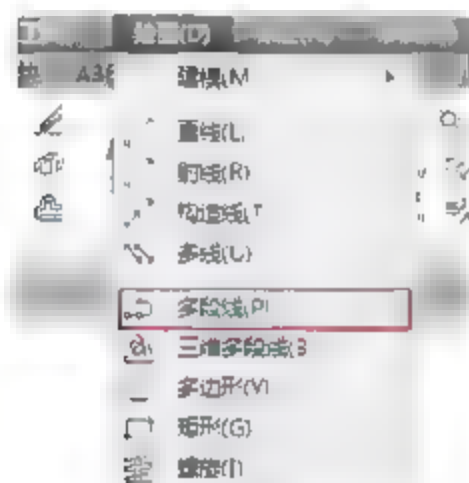 绘图(D)
建模(M
直线(L
射线(R)
构造线(T
多线(U)
多段线(P)
三维多段线(3
多边形(Y)
矩形(G)
螺旋(I)